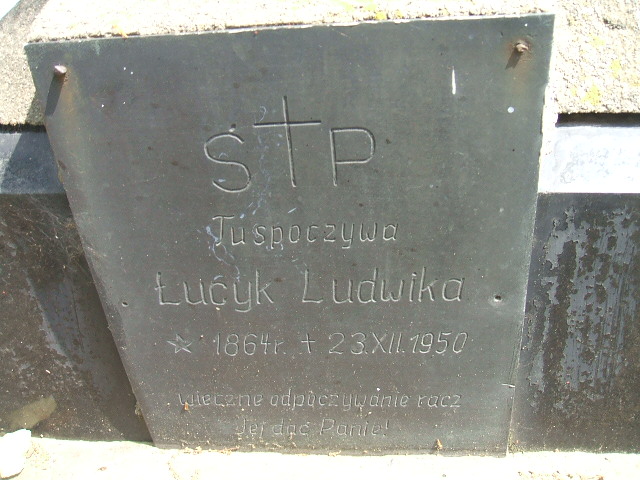 S†P
Tu spoczywa
Łucyk Ludwika
☆ 1864r. † 23.XII.1950
wieczne odpoczywanie racz
Jej dać Panie!